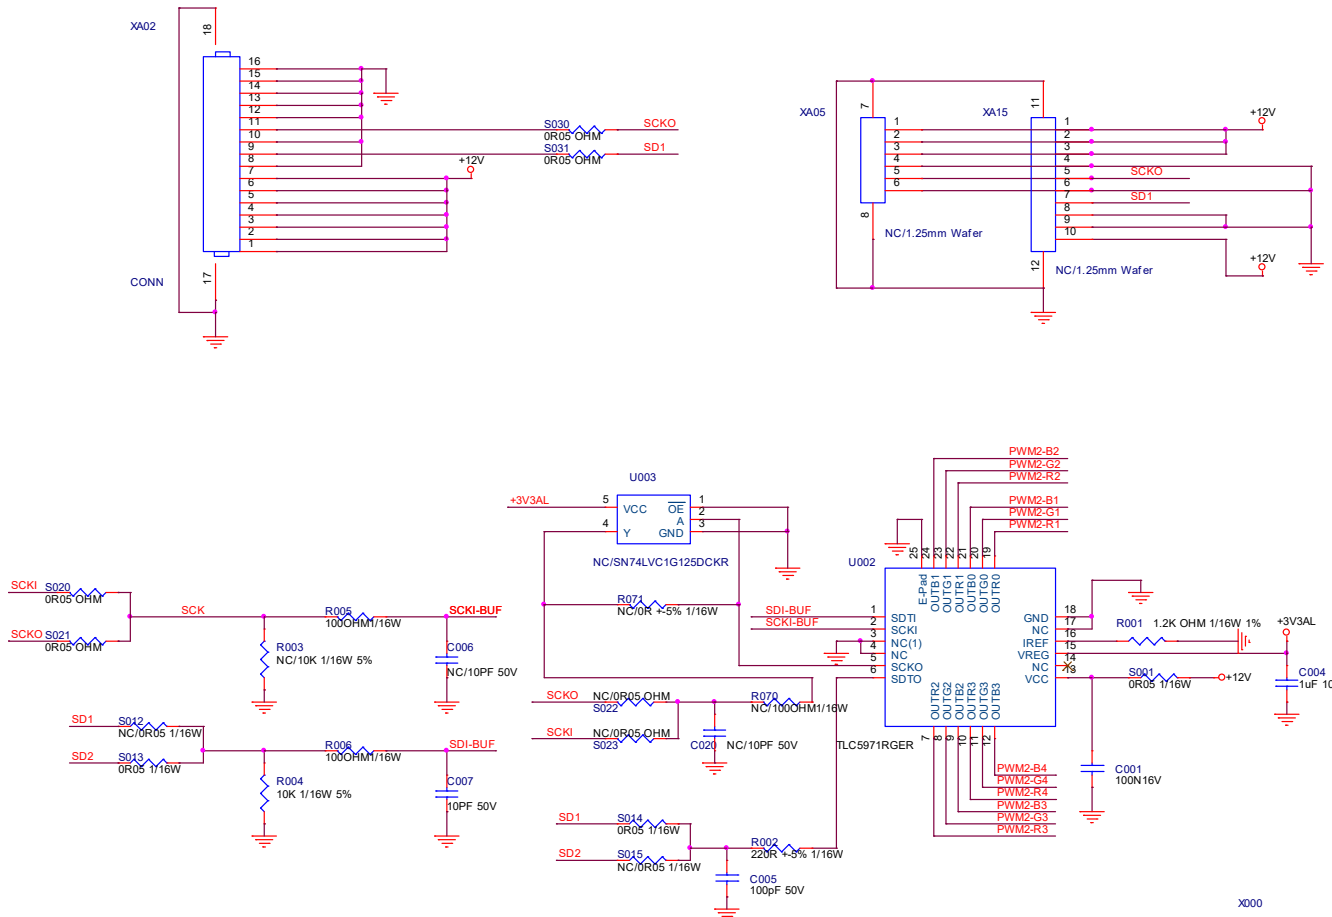 XA02
18
16
15
14
13
12
11
10
9
8
7
6
5
4
3
2
1
17
CONN
S030
0R05 OHM
SCKO
S031
0R05 OHM
SD1
+12V
XA05
7
1
2
3
4
5
6
8
NC/1.25mm Wafer
XA15
11
1
2
3
4
5
6
7
8
9
10
12
NC/1.25mm Wafer
SCKO
SD1
+12V
+12V
U003
+3V3AL
5
4
VCC
Y
OE
A
GND
1
2
3
NC/SN74LVC1G125DCKR
SCKI
S020
0R05 OHM
SCKO
S021
0R05 OHM
SCK
R005
100OHM1/16W
SCKI-BUF
R003
NC/10K 1/16W 5%
C006
NC/10PF 50V
SD1
S012
NC/0R05 1/16W
SD2
S013
0R05 1/16W
R006
100OHM1/16W
SDI-BUF
R004
10K 1/16W 5%
C007
10PF 50V
R071
NC/0R +-5% 1/16W
SCKO
NC/0R05 OHM
S022
SCKI
NC/0R05 OHM
S023
R070
NC/100OHM1/16W
C020
NC/10PF 50V
SD1
S014
0R05 1/16W
SD2
S015
NC/0R05 1/16W
R002
220R +-5% 1/16W
C005
100pF 50V
PWM2-B2
PWM2-G2
PWM2-R2
PWM2-B1
PWM2-G1
PWM2-R1
U002
25
24
23
22
21
20
19
E-Pad
OUTB1
OUTG1
OUTR1
OUTB0
OUTG0
OUTR0
SDI-BUF
SCKI-BUF
1
2
3
4
5
6
SDTI
SCKI
NC(1)
NC
SCKO
SDTO
GND
NC
IREF
VREG
NC
VCC
18
17
16
15
14
13
OUTR2
OUTG2
OUTB2
OUTR3
OUTG3
OUTB3
7
8
9
10
11
12
TLC5971RGER
PWM2-B4
PWM2-G4
PWM2-R4
PWM2-B3
PWM2-G3
PWM2-R3
R001
1.2K OHM 1/16W 1%
+3V3AL
S001
0R05 1/16W
+12V
C004
1uF 10
C001
100N16V
X000